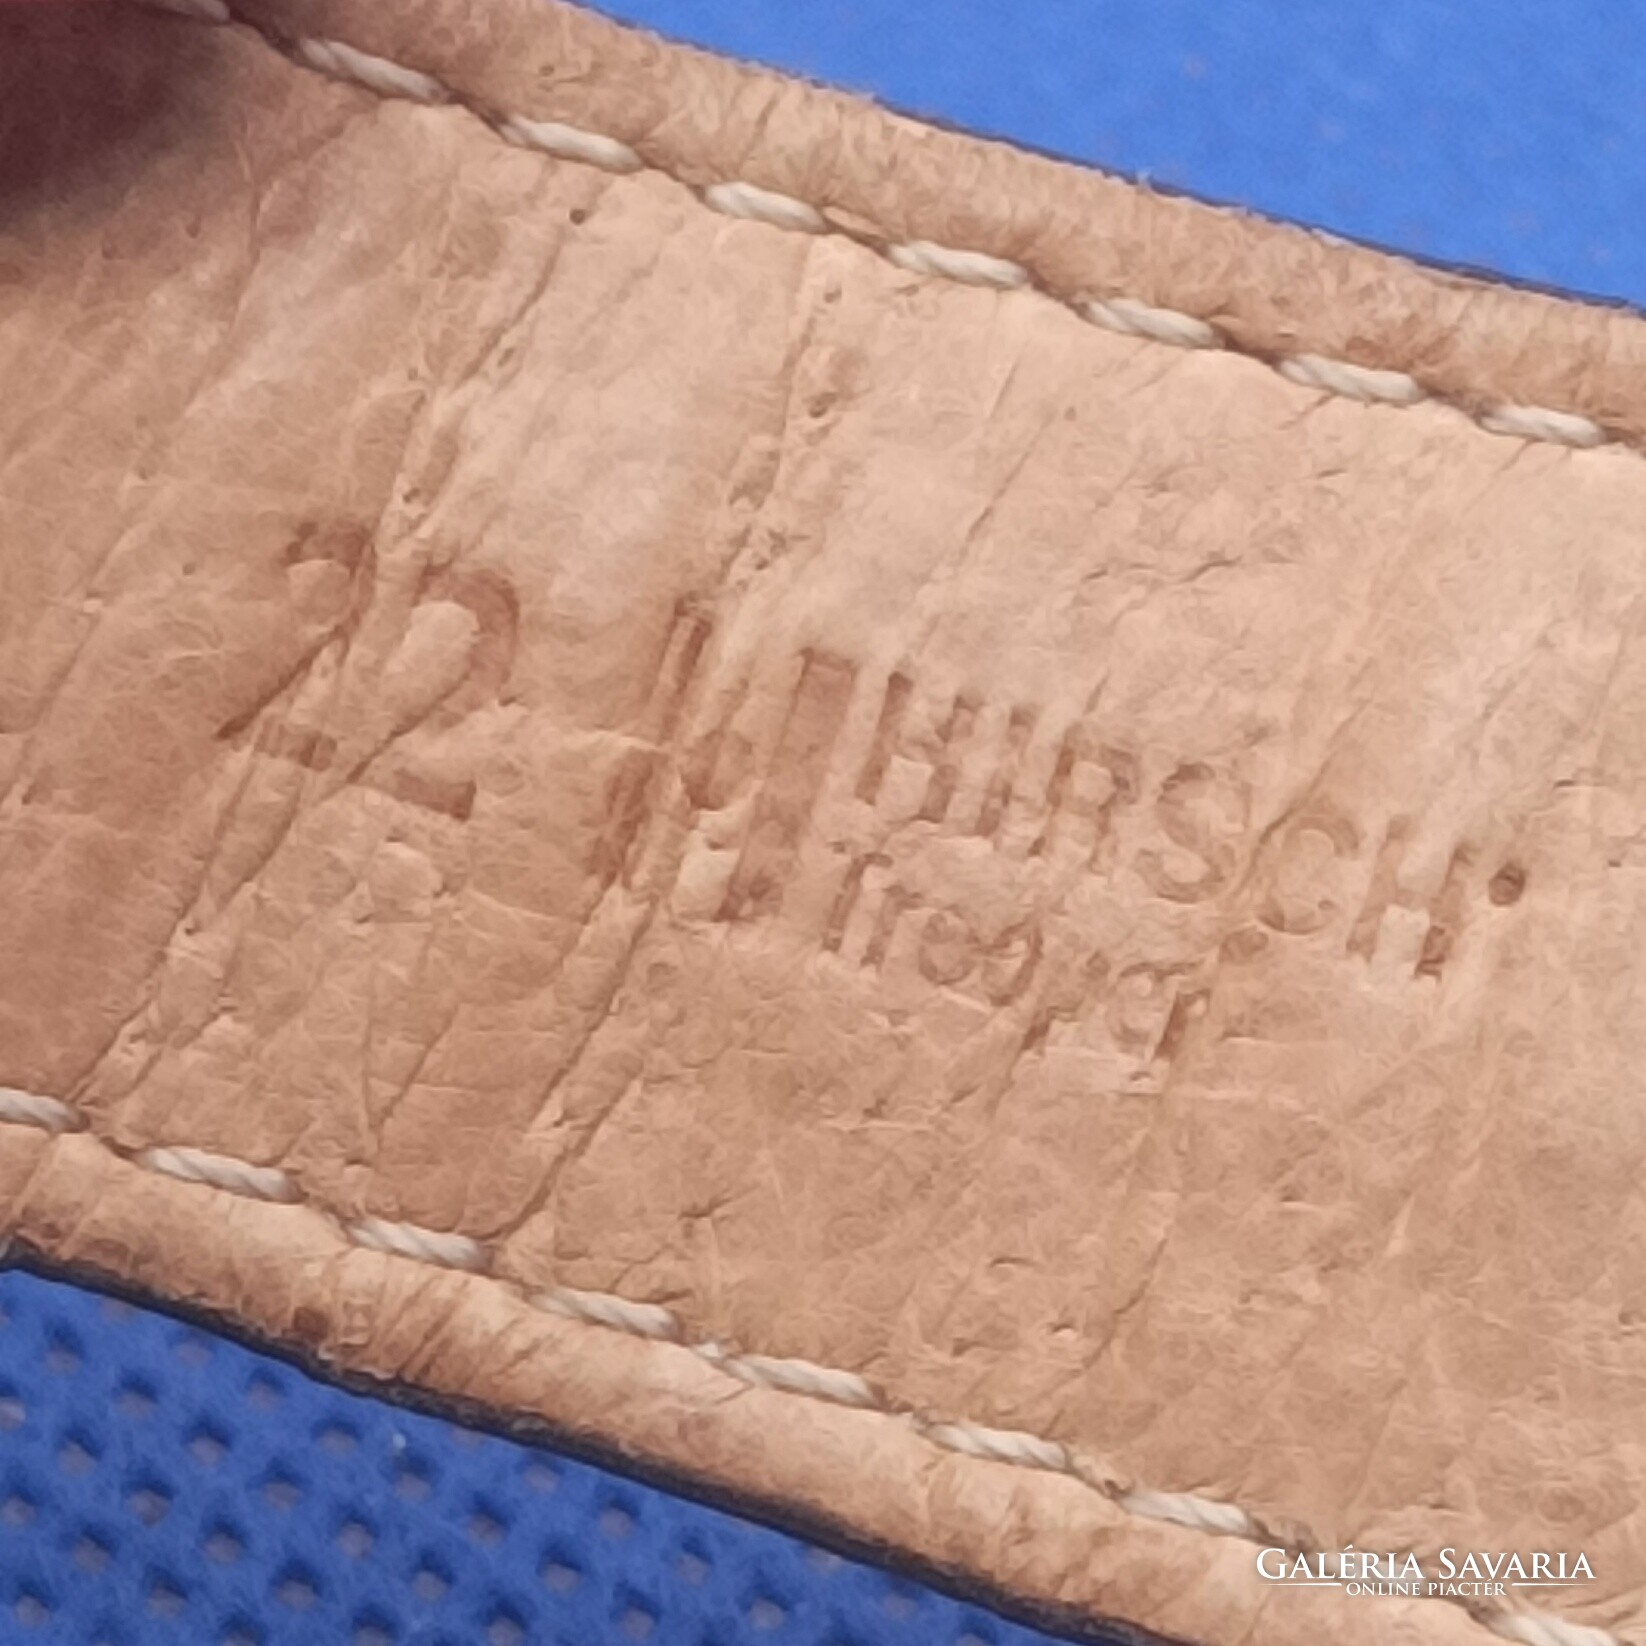 22 HIRSCH
GALÉRIA SAVARIA
ONLINE PIACTÉR